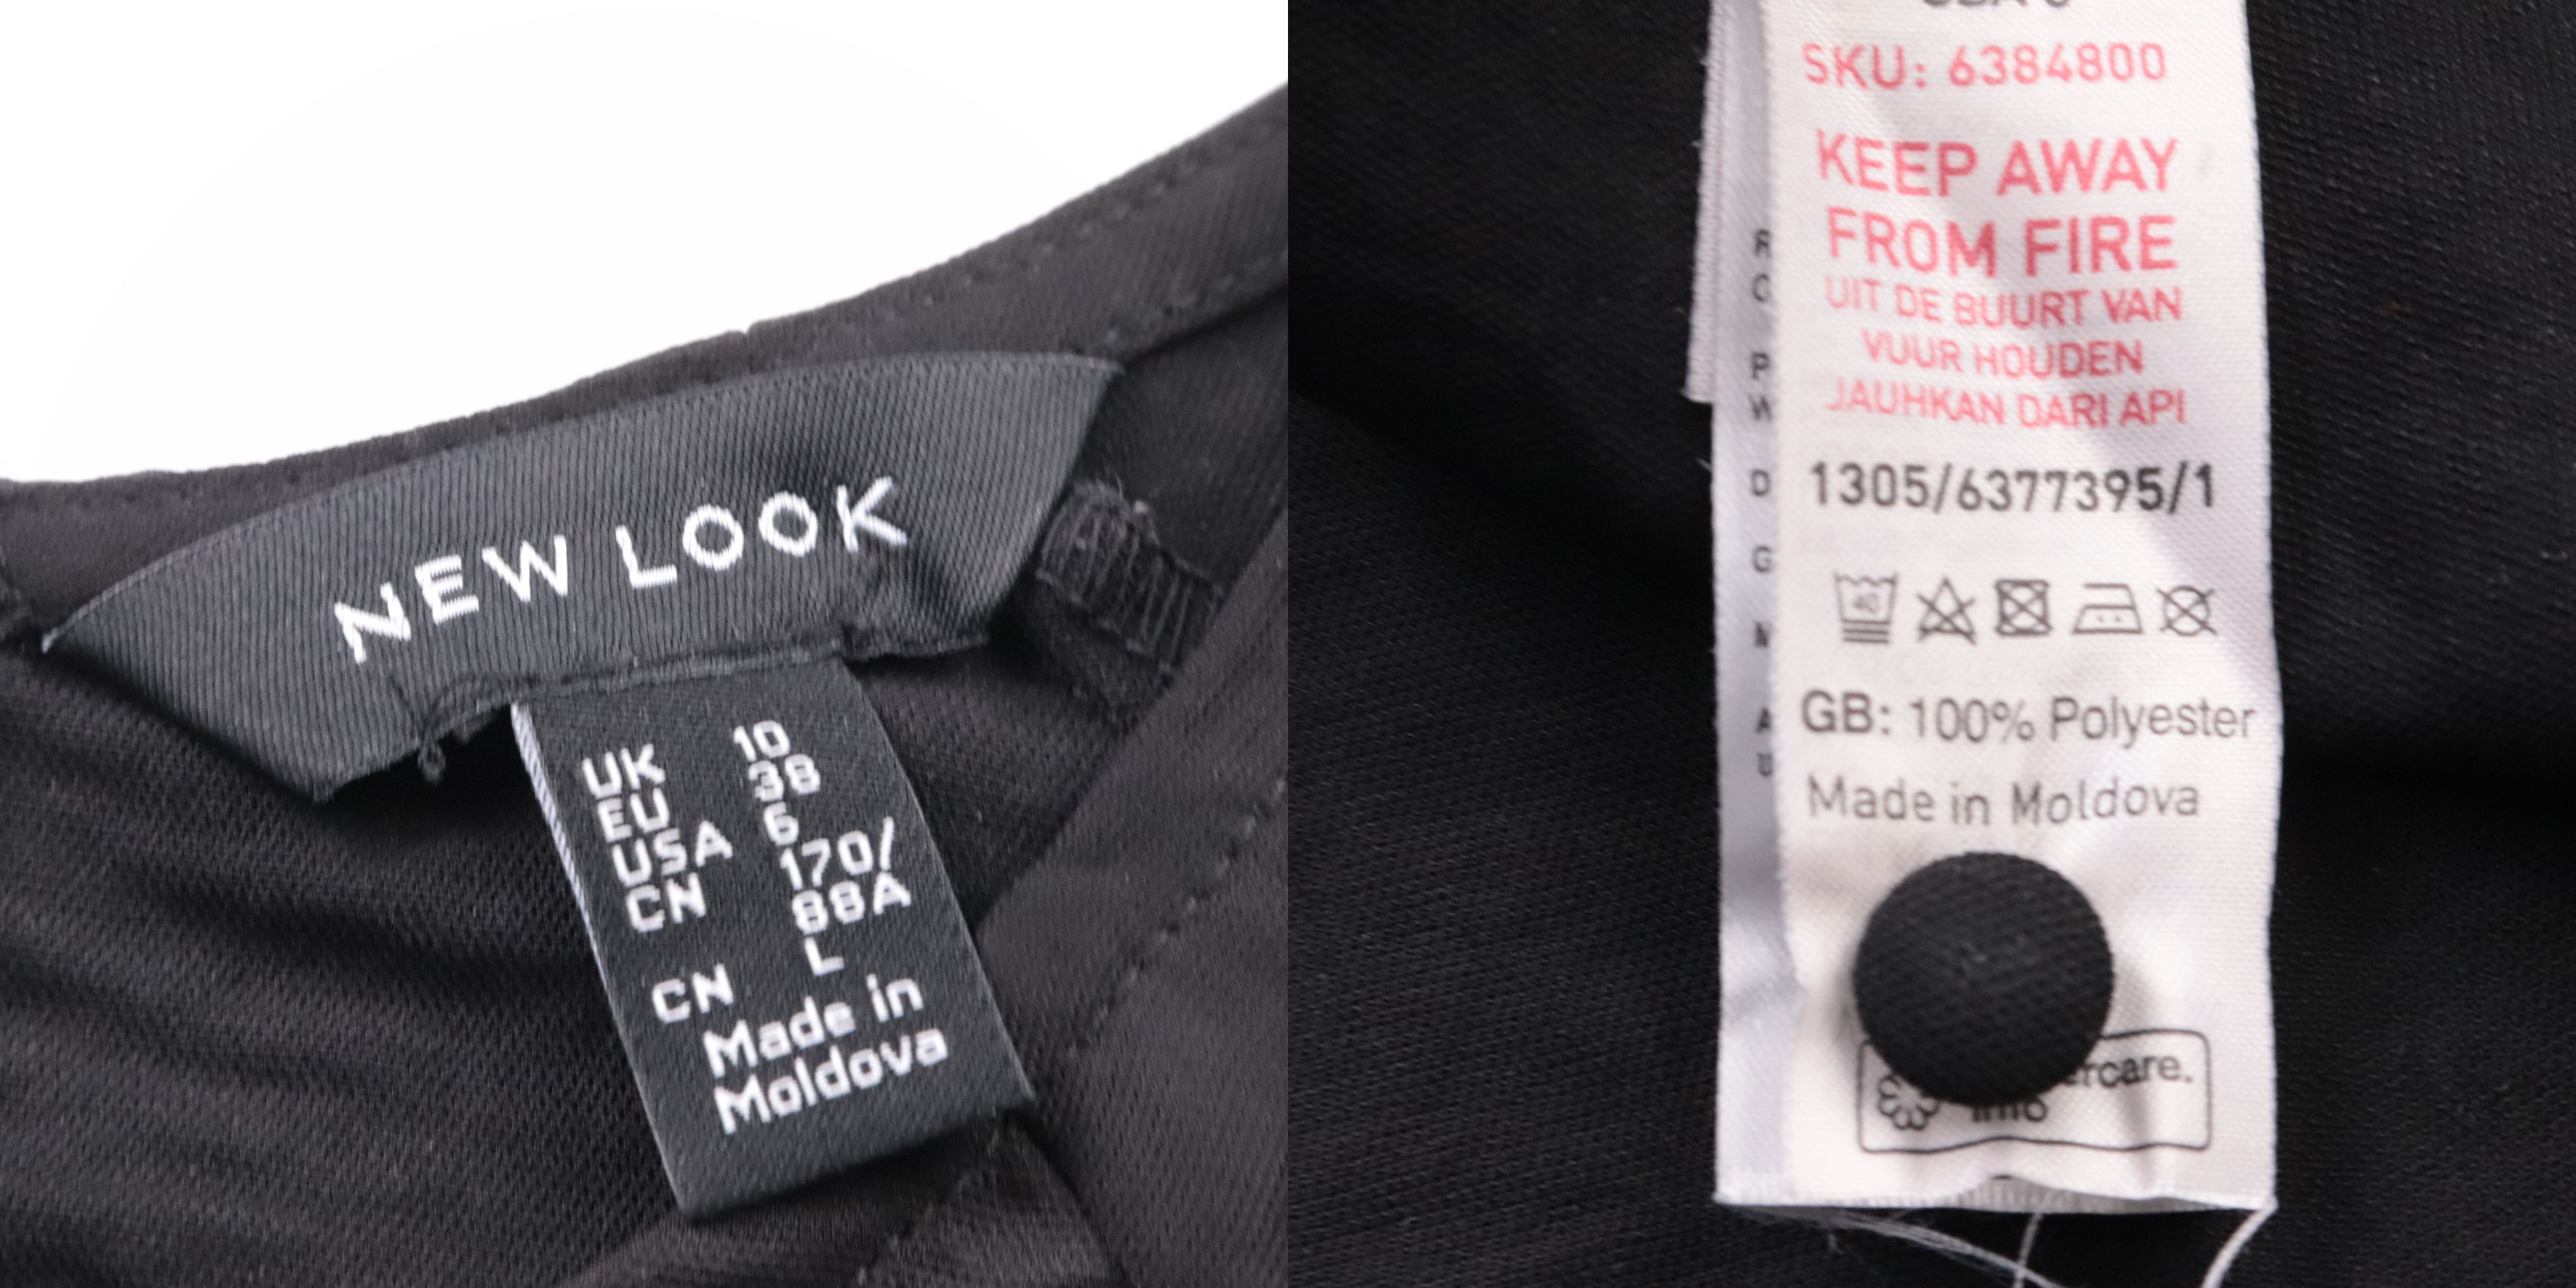 NEW LOOK
UK 10
EU 38
USA 6
CN 170/
88A
CN L
Made in
Moldova
SKU: 6384800
KEEP AWAY
FROM FIRE
UIT DE BUURT VAN
VUUR HOUDEN
JAUHKAN DARI API
1305/6377395/1
40
GB: 100% Polyester
Made in Moldova
R
P
W
D
G
A
U